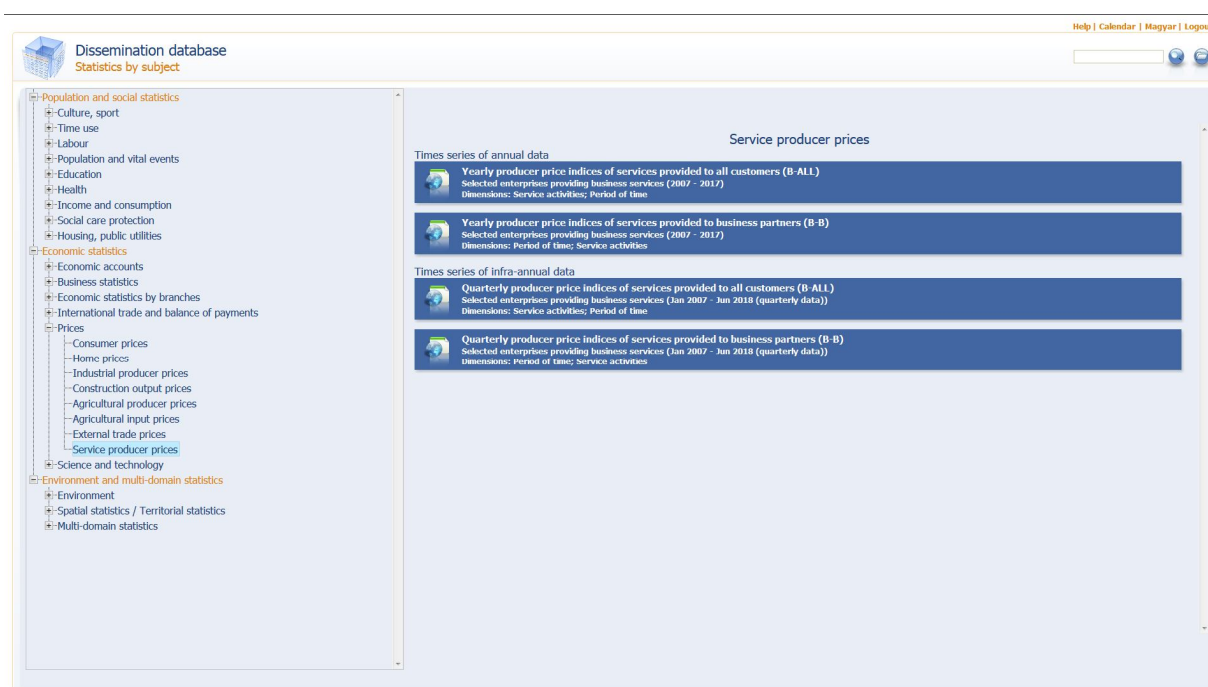 Help | Calendar | Magyar | Logou
Dissemination database
Statistics by subject
Population and social statistics
Culture, sport
Time use
Labour
Population and vital events
Education
Health
Income and consumption
Social care protection
Housing, public utilities
Economic statistics
Economic accounts
Business statistics
Economic statistics by branches
International trade and balance of payments
Prices
Consumer prices
Home prices
Industrial producer prices
Construction output prices
Agricultural producer prices
Agricultural input prices
External trade prices
Service producer prices
Science and technology
Environment and multi-domain statistics
Environment
Spatial statistics / Territorial statistics
Multi-domain statistics
Service producer prices
Times series of annual data
Yearly producer price indices of services provided to all customers (B-ALL)
Selected enterprises providing business services (2007 - 2017)
Dimensions: Service activities; Period of time
Yearly producer price indices of services provided to business partners (B-B)
Selected enterprises providing business services (2007 - 2017)
Dimensions: Period of time; Service activities
Times series of infra-annual data
Quarterly producer price indices of services provided to all customers (B-ALL)
Selected enterprises providing business services (Jan 2007 - Jun 2018 (quarterly data))
Dimensions: Service activities; Period of time
Quarterly producer price indices of services provided to business partners (B-B)
Selected enterprises providing business services (Jan 2007 - Jun 2018 (quarterly data))
Dimensions: Period of time; Service activities